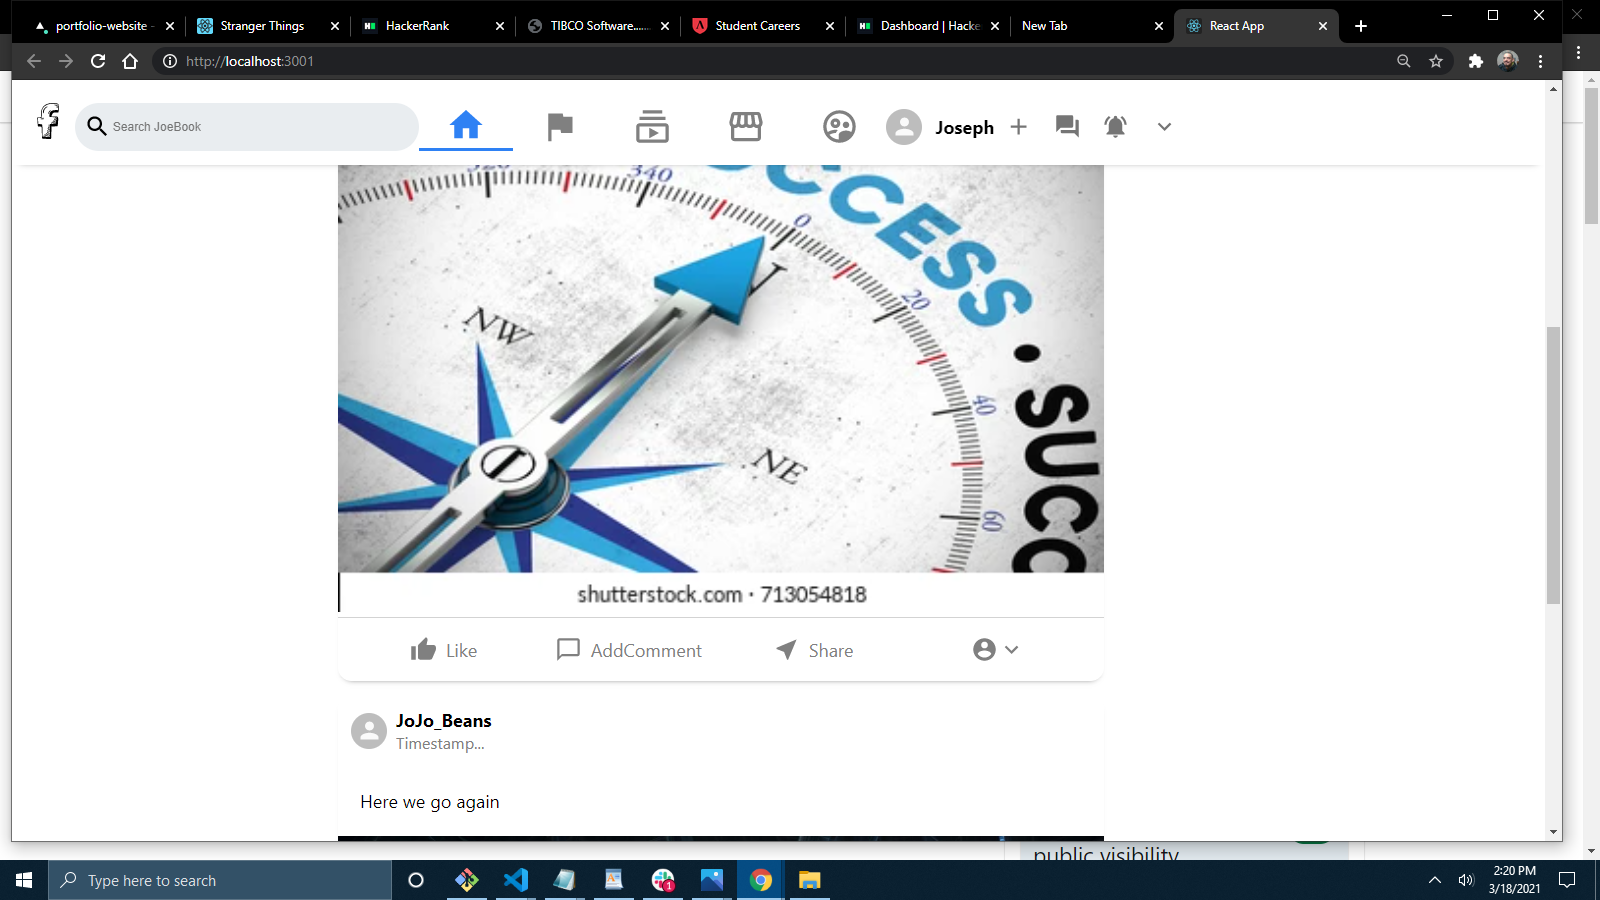 portfolio-website -
Stranger Things
HackerRank
TIBCO Software...
Student Careers
Dashboard | Hacke
New Tab
React App
http://localhost:3001
f
Search JoeBook
Joseph
320
340
0
20
40
60
N
NW
NE
CCESS
• SUCC
shutterstock.com · 713054818
Like
AddComment
Share
JoJo_Beans
Timestamp...
Here we go again
public visibility
Type here to search
1
2:20 PM
3/18/2021